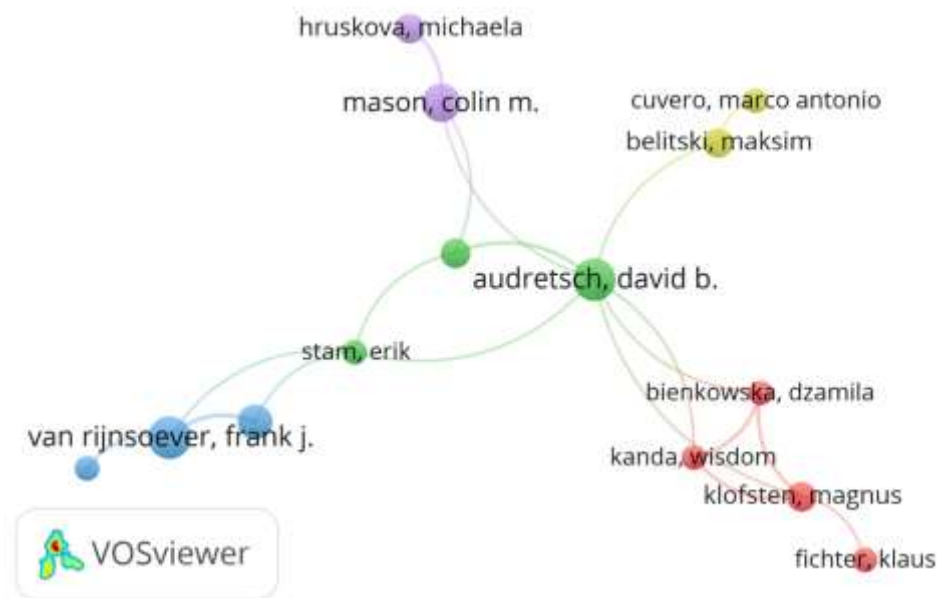 hruskova, michaela
mason, colin m.
cuvero, marco antonio
belitski, maksim
audretsch, david b.
stam, erik
bienkowska, dzamila
van rijnsoever, frank j.
kanda, wisdom
klofsten, magnus
VOSviewer
fichter, klaus